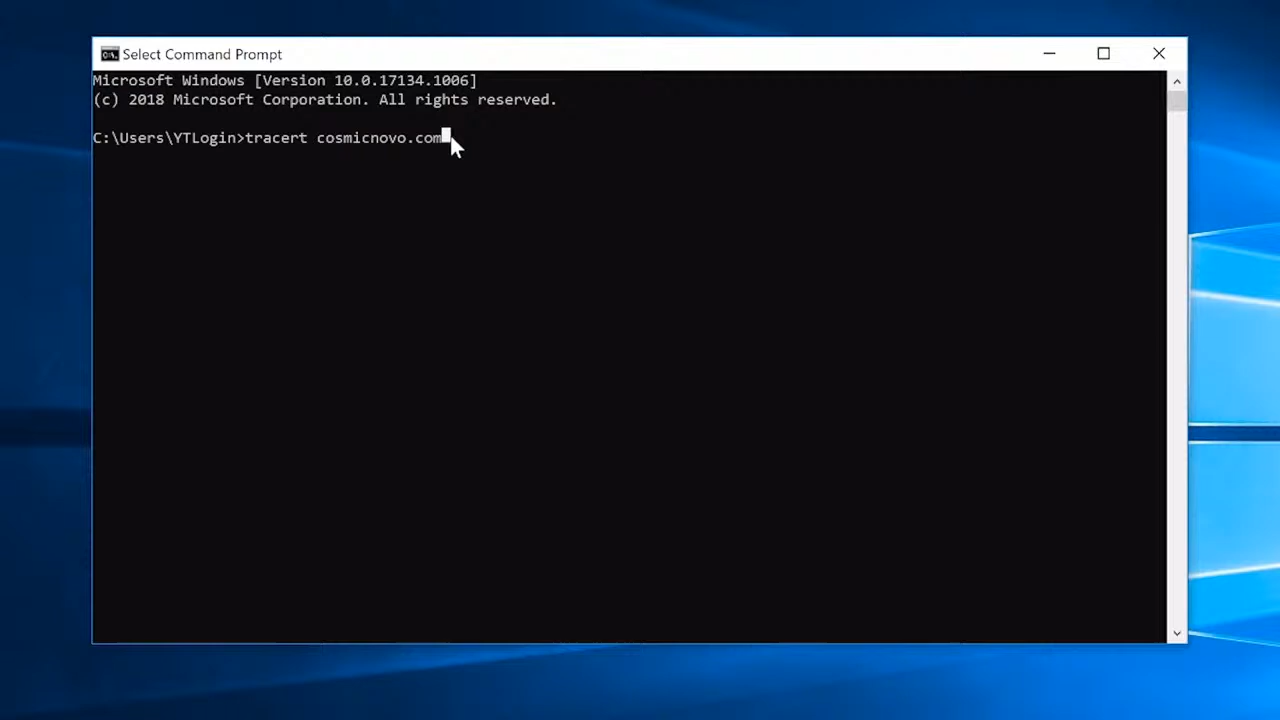 Select Command Prompt
Microsoft Windows [Version 10.0.17134.1006]
(c) 2018 Microsoft Corporation. All rights reserved.
C:\Users\YTLogin>tracert cosmicnovo.com